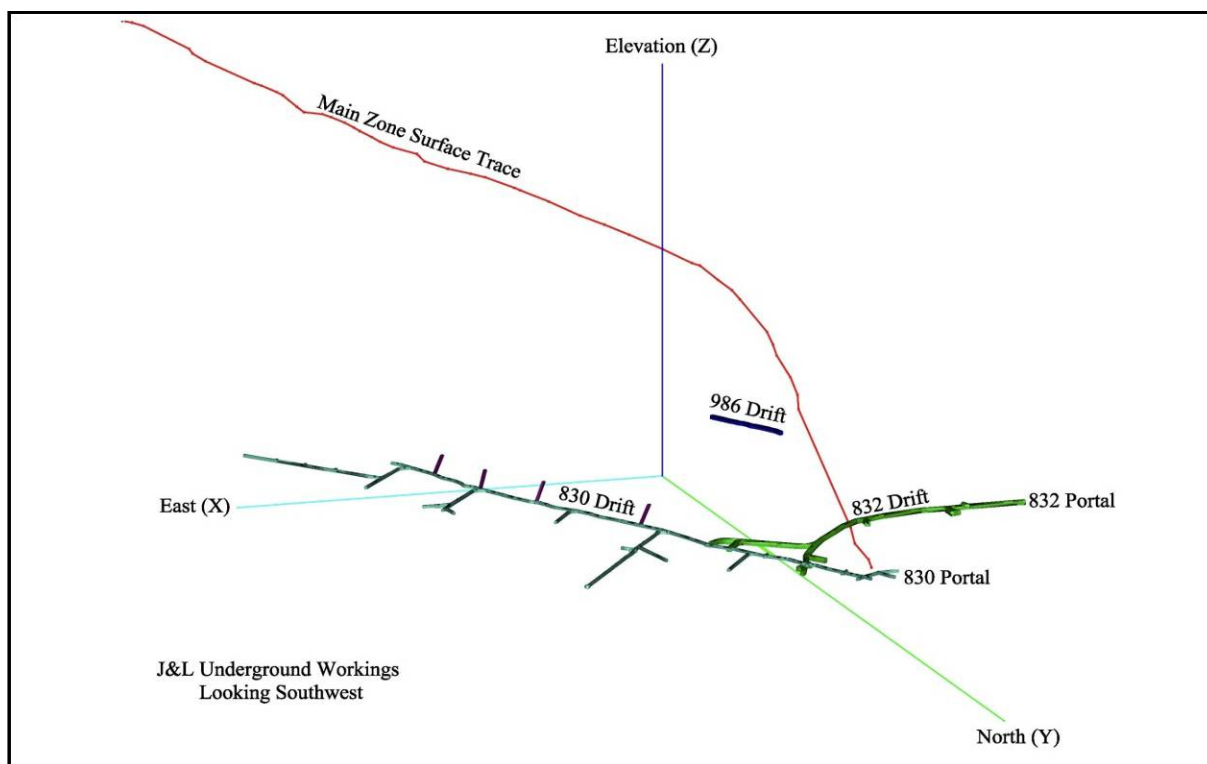 Elevation (Z)
Main Zone Surface Trace
986 Drift
East (X)
830 Drift
832 Drift
832 Portal
830 Portal
J&L Underground Workings
Looking Southwest
North (Y)